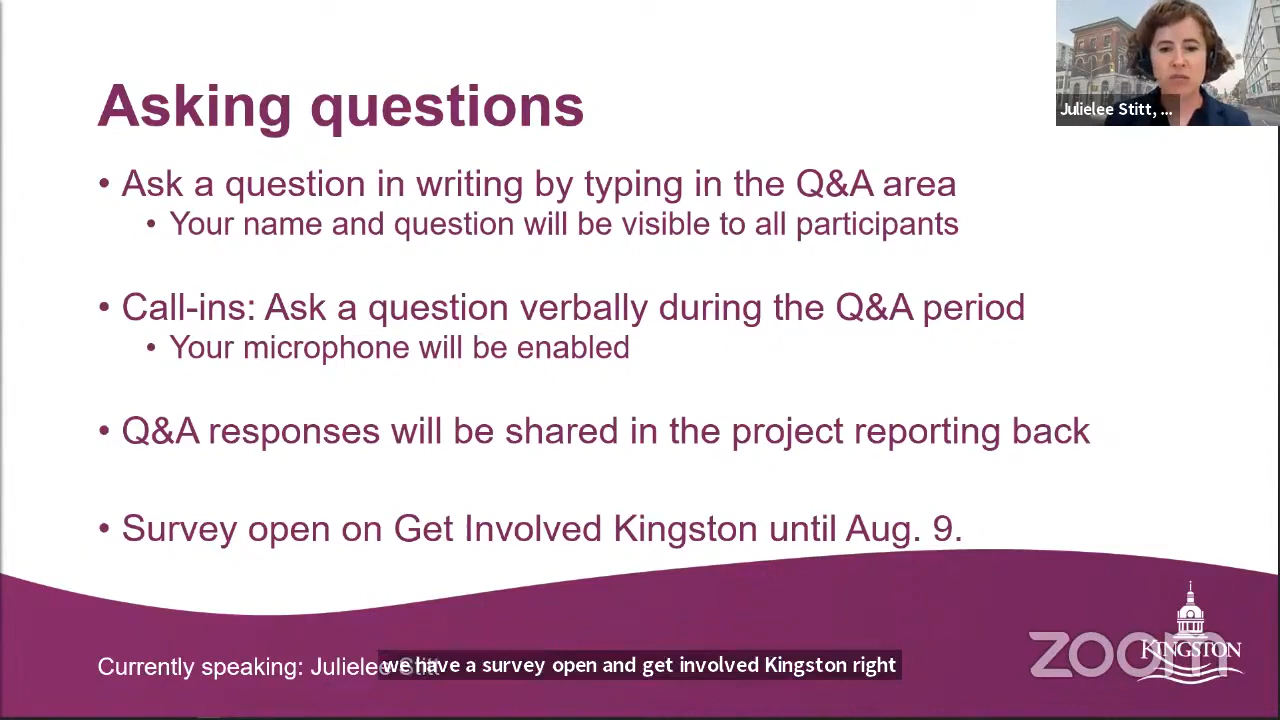 Asking questions
Julielee Stitt, ...
• Ask a question in writing by typing in the Q&A area
• Your name and question will be visible to all participants
• Call-ins: Ask a question verbally during the Q&A period
• Your microphone will be enabled
• Q&A responses will be shared in the project reporting back
• Survey open on Get Involved Kingston until Aug. 9.
Currently speaking: Julielee Stitt
we have a survey open and get involved Kingston right
zoom
KINGSTON